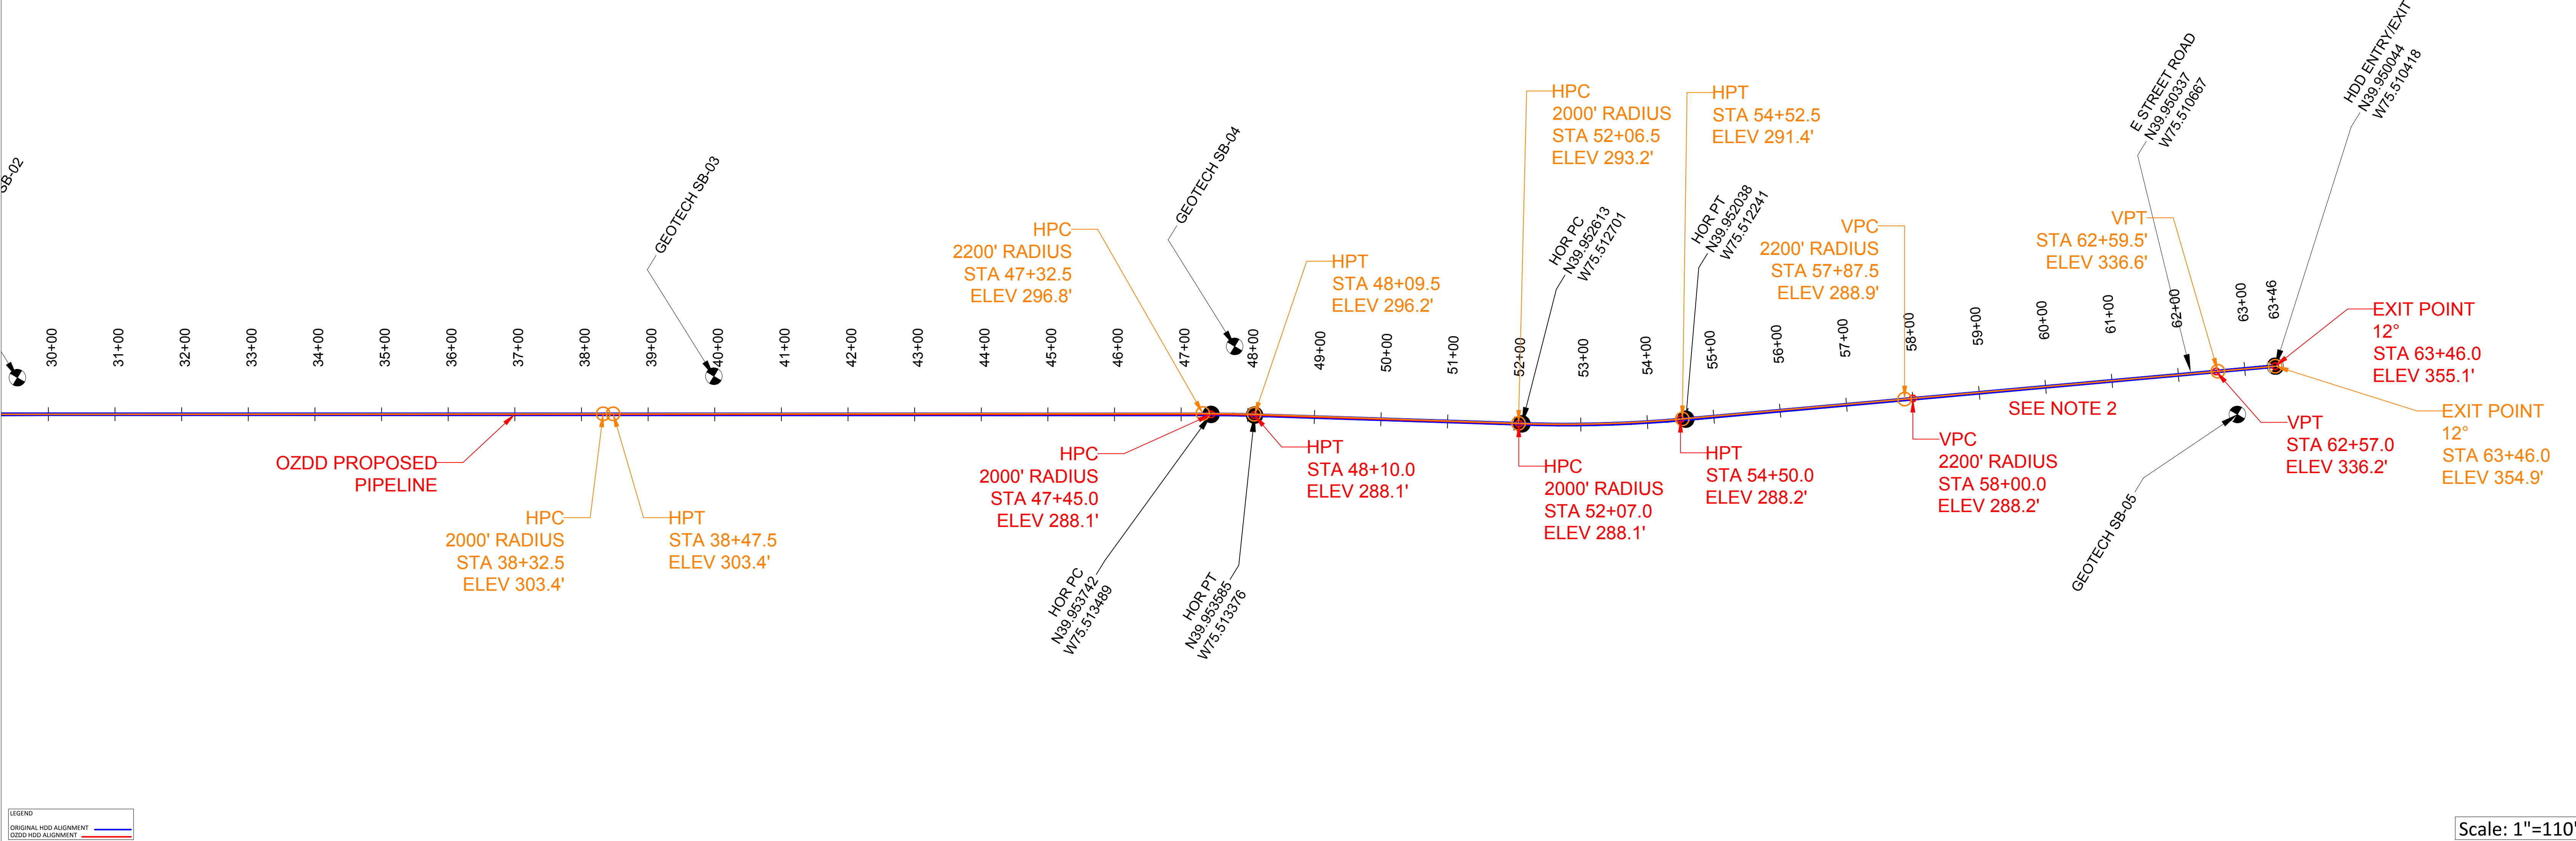 SB-02
GEOTECH SB-03
GEOTECH SB-04
HPC
2200' RADIUS
STA 47+32.5
ELEV 296.8'
HPT
STA 48+09.5
ELEV 296.2'
HPC
2000' RADIUS
STA 52+06.5
ELEV 293.2'
HPT
STA 54+52.5
ELEV 291.4'
HOR PC
N39.952613
W75.512701
HOR PT
N39.952038
W75.512241
VPC
2200' RADIUS
STA 57+87.5
ELEV 288.9'
VPT
STA 62+59.5'
ELEV 336.6'
E STREET ROAD
N39.950337
W75.510667
HDD ENTRY/EXIT
N39.950044
W75.510418
30+00
31+00
32+00
33+00
34+00
35+00
36+00
37+00
38+00
39+00
40+00
41+00
42+00
43+00
44+00
45+00
46+00
47+00
48+00
49+00
50+00
51+00
52+00
53+00
54+00
55+00
56+00
57+00
58+00
59+00
60+00
61+00
62+00
63+00
63+46
EXIT POINT
12°
STA 63+46.0
ELEV 355.1'
OZDD PROPOSED
PIPELINE
HPC
2000' RADIUS
STA 38+32.5
ELEV 303.4'
HPT
STA 38+47.5
ELEV 303.4'
HPC
2000' RADIUS
STA 47+45.0
ELEV 288.1'
HPT
STA 48+10.0
ELEV 288.1'
HOR PC
N39.953742
W75.513489
HOR PT
N39.953585
W75.513376
HPC
2000' RADIUS
STA 52+07.0
ELEV 288.1'
HPT
STA 54+50.0
ELEV 288.2'
VPC
2200' RADIUS
STA 58+00.0
ELEV 288.2'
SEE NOTE 2
GEOTECH SB-05
VPT
STA 62+57.0
ELEV 336.2'
EXIT POINT
12°
STA 63+46.0
ELEV 354.9'
LEGEND
ORIGINAL HDD ALIGNMENT
OZDD HDD ALIGNMENT
Scale: 1"=110'